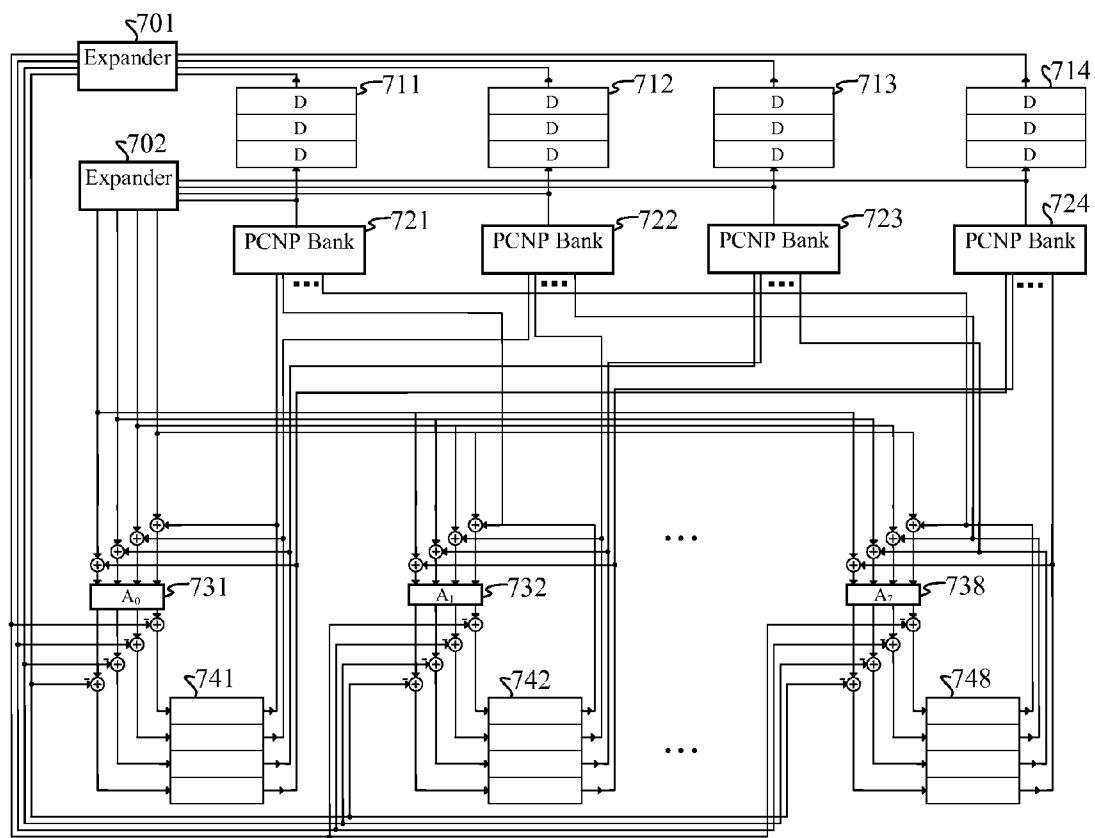 701
Expander
711
D
D
D
712
D
D
D
713
D
D
D
714
D
D
D
702
Expander
721
PCNP Bank
722
PCNP Bank
723
PCNP Bank
724
PCNP Bank
...
...
...
...
...
A0
731
A1
732
A7
738
741
742
748
...